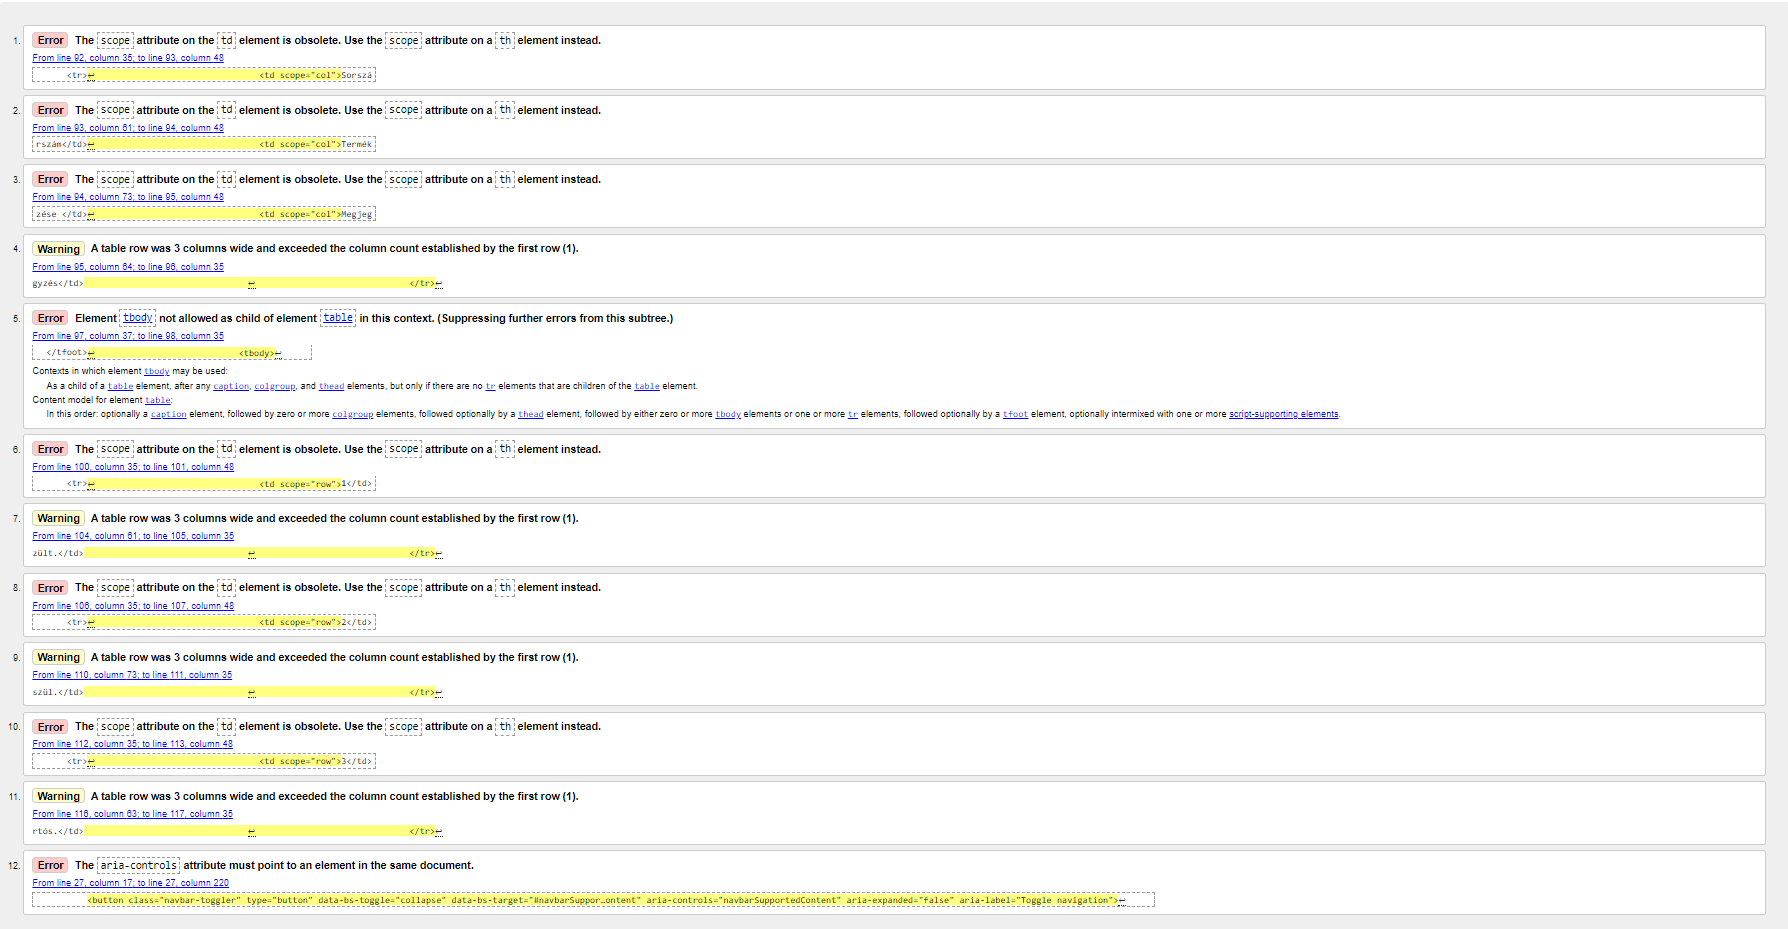 1. Error The scope attribute on the td element is obsolete. Use the scope attribute on a th element instead.
From line 92, column 35; to line 93, column 48
<tr>↩ <td scope="col">Sorszá
2. Error The scope attribute on the td element is obsolete. Use the scope attribute on a th element instead.
From line 93, column 61; to line 94, column 48
rszám</td>↩ <td scope="col">Termék
3. Error The scope attribute on the td element is obsolete. Use the scope attribute on a th element instead.
From line 94, column 73; to line 95, column 48
zése </td>↩ <td scope="col">Megjeg
4. Warning A table row was 3 columns wide and exceeded the column count established by the first row (1).
From line 95, column 64; to line 96, column 35
gyzés</td> ↩ </tr>↩
5. Error Element tbody not allowed as child of element table in this context. (Suppressing further errors from this subtree.)
From line 97, column 37; to line 98, column 35
</tfoot>↩ <tbody>↩
Contexts in which element tbody may be used:
As a child of a table element, after any caption, colgroup, and thead elements, but only if there are no tr elements that are children of the table element.
Content model for element table:
In this order: optionally a caption element, followed by zero or more colgroup elements, followed optionally by a thead element, followed by either zero or more tbody elements or one or more tr elements, followed optionally by a tfoot element, optionally intermixed with one or more script-supporting elements.
6. Error The scope attribute on the td element is obsolete. Use the scope attribute on a th element instead.
From line 100, column 35; to line 101, column 48
<tr>↩ <td scope="row">1</td>
7. Warning A table row was 3 columns wide and exceeded the column count established by the first row (1).
From line 104, column 61; to line 105, column 35
zült.</td> ↩ </tr>↩
8. Error The scope attribute on the td element is obsolete. Use the scope attribute on a th element instead.
From line 106, column 35; to line 107, column 48
<tr>↩ <td scope="row">2</td>
9. Warning A table row was 3 columns wide and exceeded the column count established by the first row (1).
From line 110, column 73; to line 111, column 35
szül.</td> ↩ </tr>↩
10. Error The scope attribute on the td element is obsolete. Use the scope attribute on a th element instead.
From line 112, column 35; to line 113, column 48
<tr>↩ <td scope="row">3</td>
11. Warning A table row was 3 columns wide and exceeded the column count established by the first row (1).
From line 116, column 63; to line 117, column 35
rtós.</td> ↩ </tr>↩
12. Error The aria-controls attribute must point to an element in the same document.
From line 27, column 17; to line 27, column 220
<button class="navbar-toggler" type="button" data-bs-toggle="collapse" data-bs-target="#navbarSuppor…ontent" aria-controls="navbarSupportedContent" aria-expanded="false" aria-label="Toggle navigation">↩